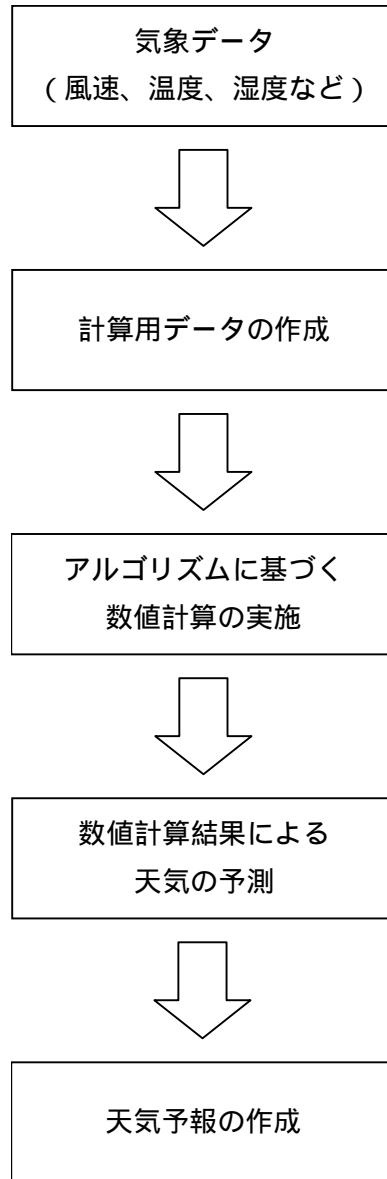 気象データ
(風速、温度、湿度など)
計算用データの作成
アルゴリズムに基づく
数値計算の実施
数値計算結果による
天気の予測
天気予報の作成